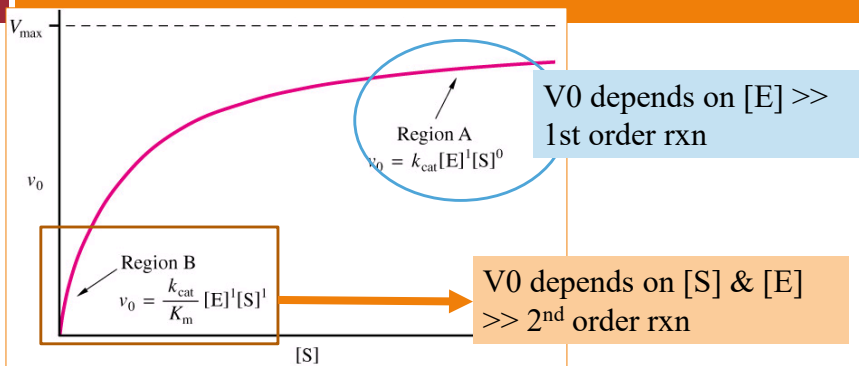 Vmax
V0 depends on [E] >>
1st order rxn
Region A
v0 = kcat[E]¹[S]⁰
v0
Region B
v0 = kcat/Km [E]¹[S]¹
V0 depends on [S] & [E]
>> 2nd order rxn
[S]